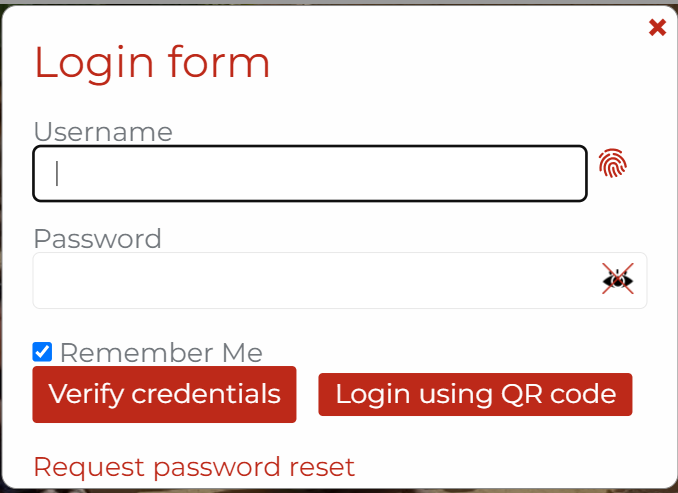 Login form
Username
Password
Remember Me
Verify credentials
Login using QR code
Request password reset